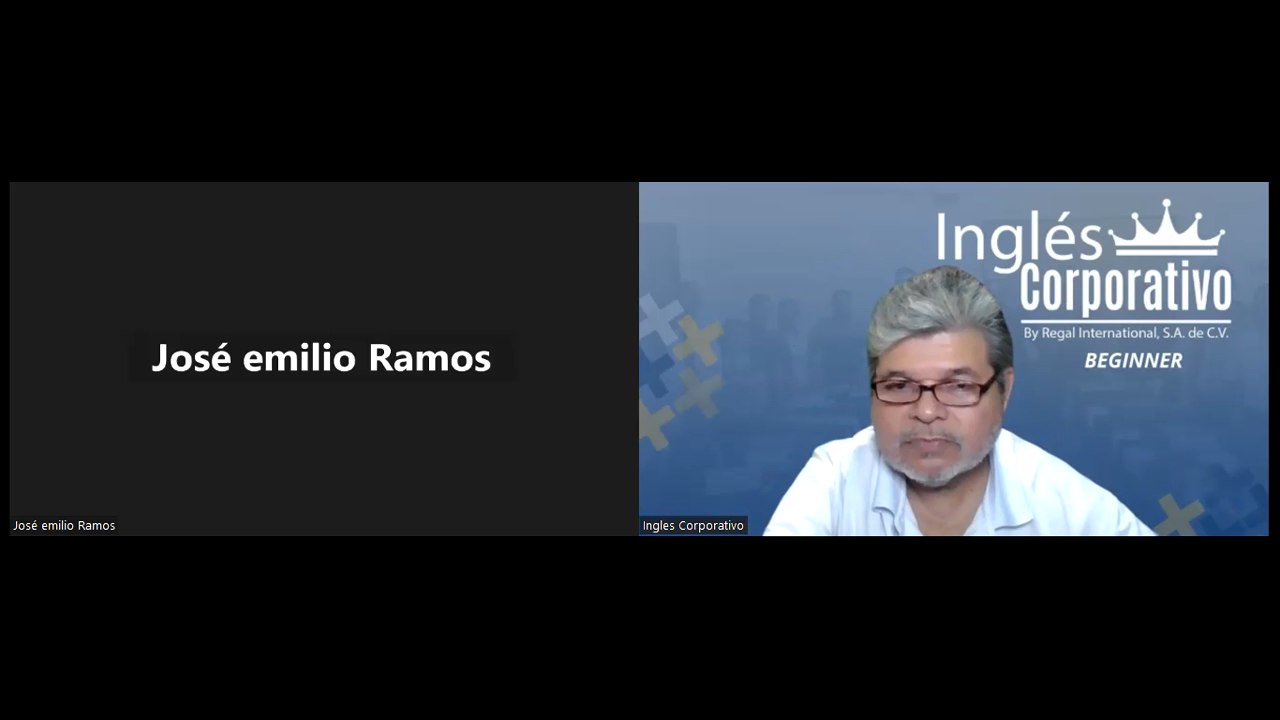 José emilio Ramos
José emilio Ramos
Inglés
Corporativo
By Regal International, S.A. de C.V.
BEGINNER
Ingles Corporativo